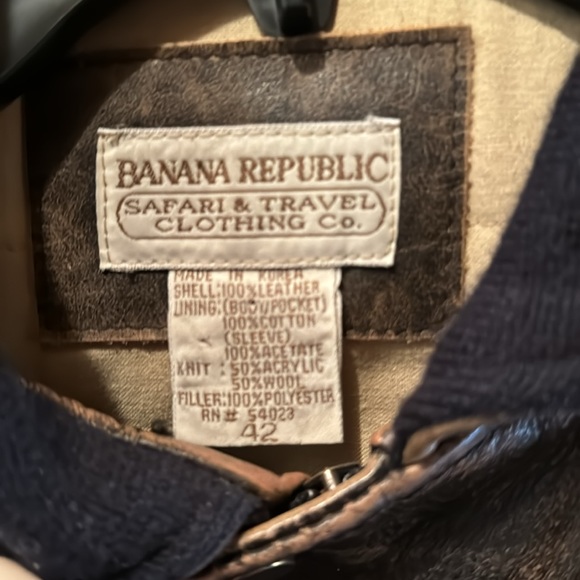 BANANA REPUBLIC
SAFARI & TRAVEL
CLOTHING Co.
MADE IN KOREA
SHELL:100%LEATHER
LINING:(BODY/POCKET)
100%COTTON
(SLEEVE)
100%ACETATE
KNIT : 50%ACRYLIC
50%WOOL
FILLER:100%POLYESTER
RN# 54023
42